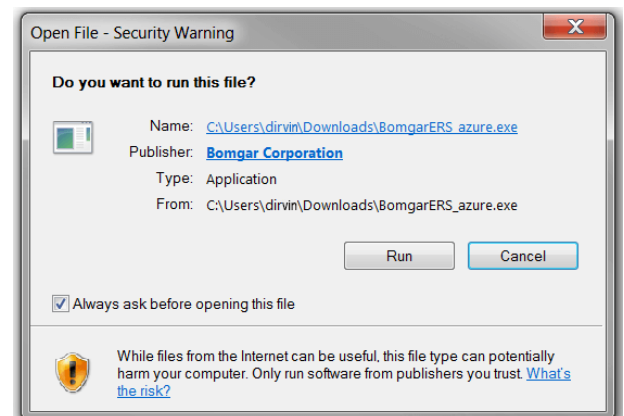 Open File - Security Warning
Do you want to run this file?
Name: C:\Users\dirvin\Downloads\BomgarERS_azure.exe
Publisher: Bomgar Corporation
Type: Application
From: C:\Users\dirvin\Downloads\BomgarERS_azure.exe
Run Cancel
Always ask before opening this file
While files from the Internet can be useful, this file type can potentially
harm your computer. Only run software from publishers you trust. What's
the risk?